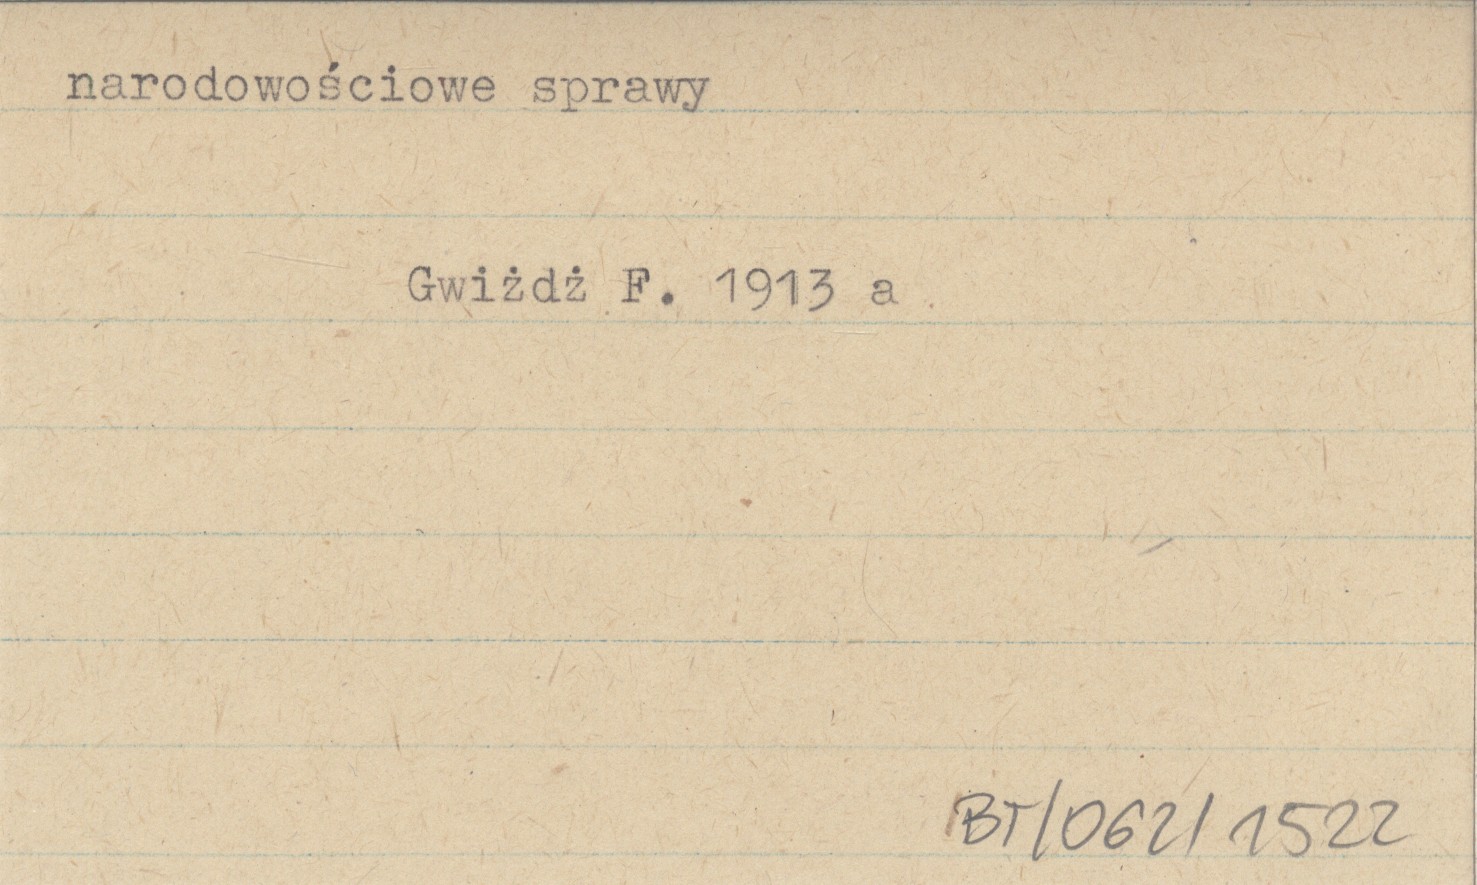 narodowościowe sprawy
Gwiżdż F. 1913 a
BT/062/1522